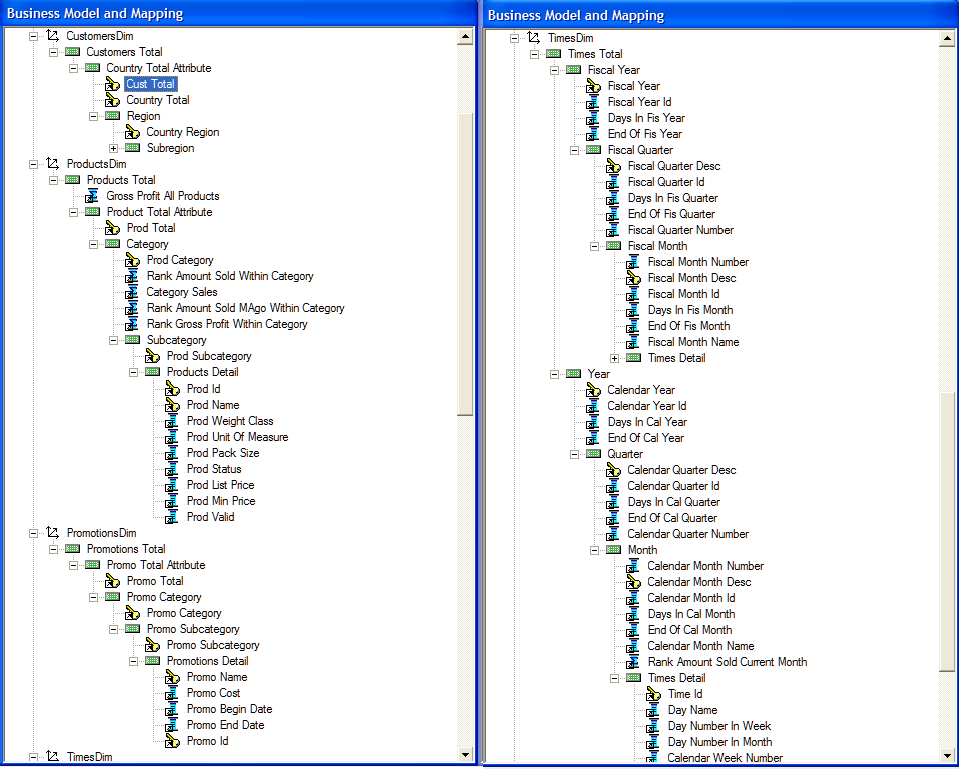 Business Model and Mapping
CustomersDim
Customers Total
Country Total Attribute
Cust Total
Country Total
Region
Country Region
Subregion
ProductsDim
Products Total
Gross Profit All Products
Product Total Attribute
Prod Total
Category
Prod Category
Rank Amount Sold Within Category
Category Sales
Rank Amount Sold MAgo Within Category
Rank Gross Profit Within Category
Subcategory
Prod Subcategory
Products Detail
Prod Id
Prod Name
Prod Weight Class
Prod Unit Of Measure
Prod Pack Size
Prod Status
Prod List Price
Prod Min Price
Prod Valid
PromotionsDim
Promotions Total
Promo Total Attribute
Promo Total
Promo Category
Promo Category
Promo Subcategory
Promo Subcategory
Promotions Detail
Promo Name
Promo Cost
Promo Begin Date
Promo End Date
Promo Id
TimesDim
Business Model and Mapping
TimesDim
Times Total
Fiscal Year
Fiscal Year
Fiscal Year Id
Days In Fis Year
End Of Fis Year
Fiscal Quarter
Fiscal Quarter Desc
Fiscal Quarter Id
Days In Fis Quarter
End Of Fis Quarter
Fiscal Quarter Number
Fiscal Month
Fiscal Month Number
Fiscal Month Desc
Fiscal Month Id
Days In Fis Month
End Of Fis Month
Fiscal Month Name
Times Detail
Year
Calendar Year
Calendar Year Id
Days In Cal Year
End Of Cal Year
Quarter
Calendar Quarter Desc
Calendar Quarter Id
Days In Cal Quarter
End Of Cal Quarter
Calendar Quarter Number
Month
Calendar Month Number
Calendar Month Desc
Calendar Month Id
Days In Cal Month
End Of Cal Month
Calendar Month Name
Rank Amount Sold Current Month
Times Detail
Time Id
Day Name
Day Number In Week
Day Number In Month
Calendar Week Number